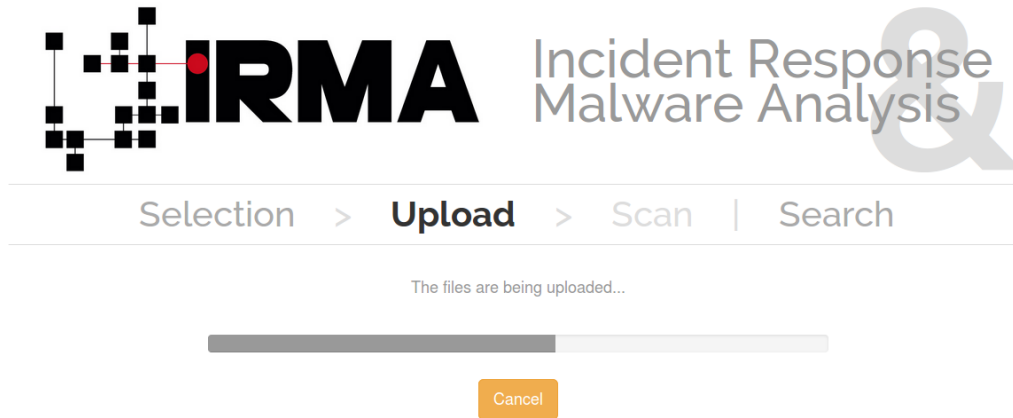 IRMA
Incident Response &
Malware Analysis
Selection > Upload > Scan | Search
The files are being uploaded...
Cancel